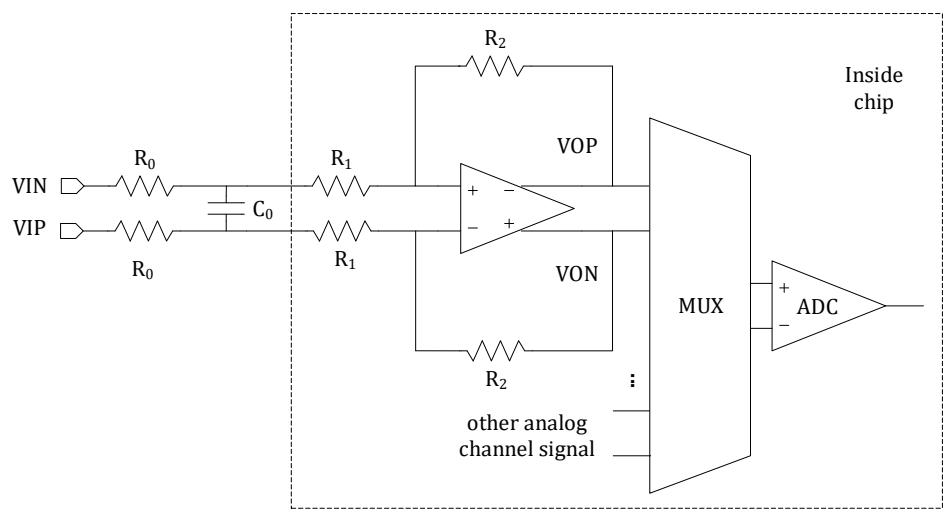 R₂
Inside
chip
VOP
R₀
R₁
VIN
+
−
C₀
VIP
−
+
R₀
R₁
VON
MUX
+
ADC
−
R₂
⋮
other analog
channel signal